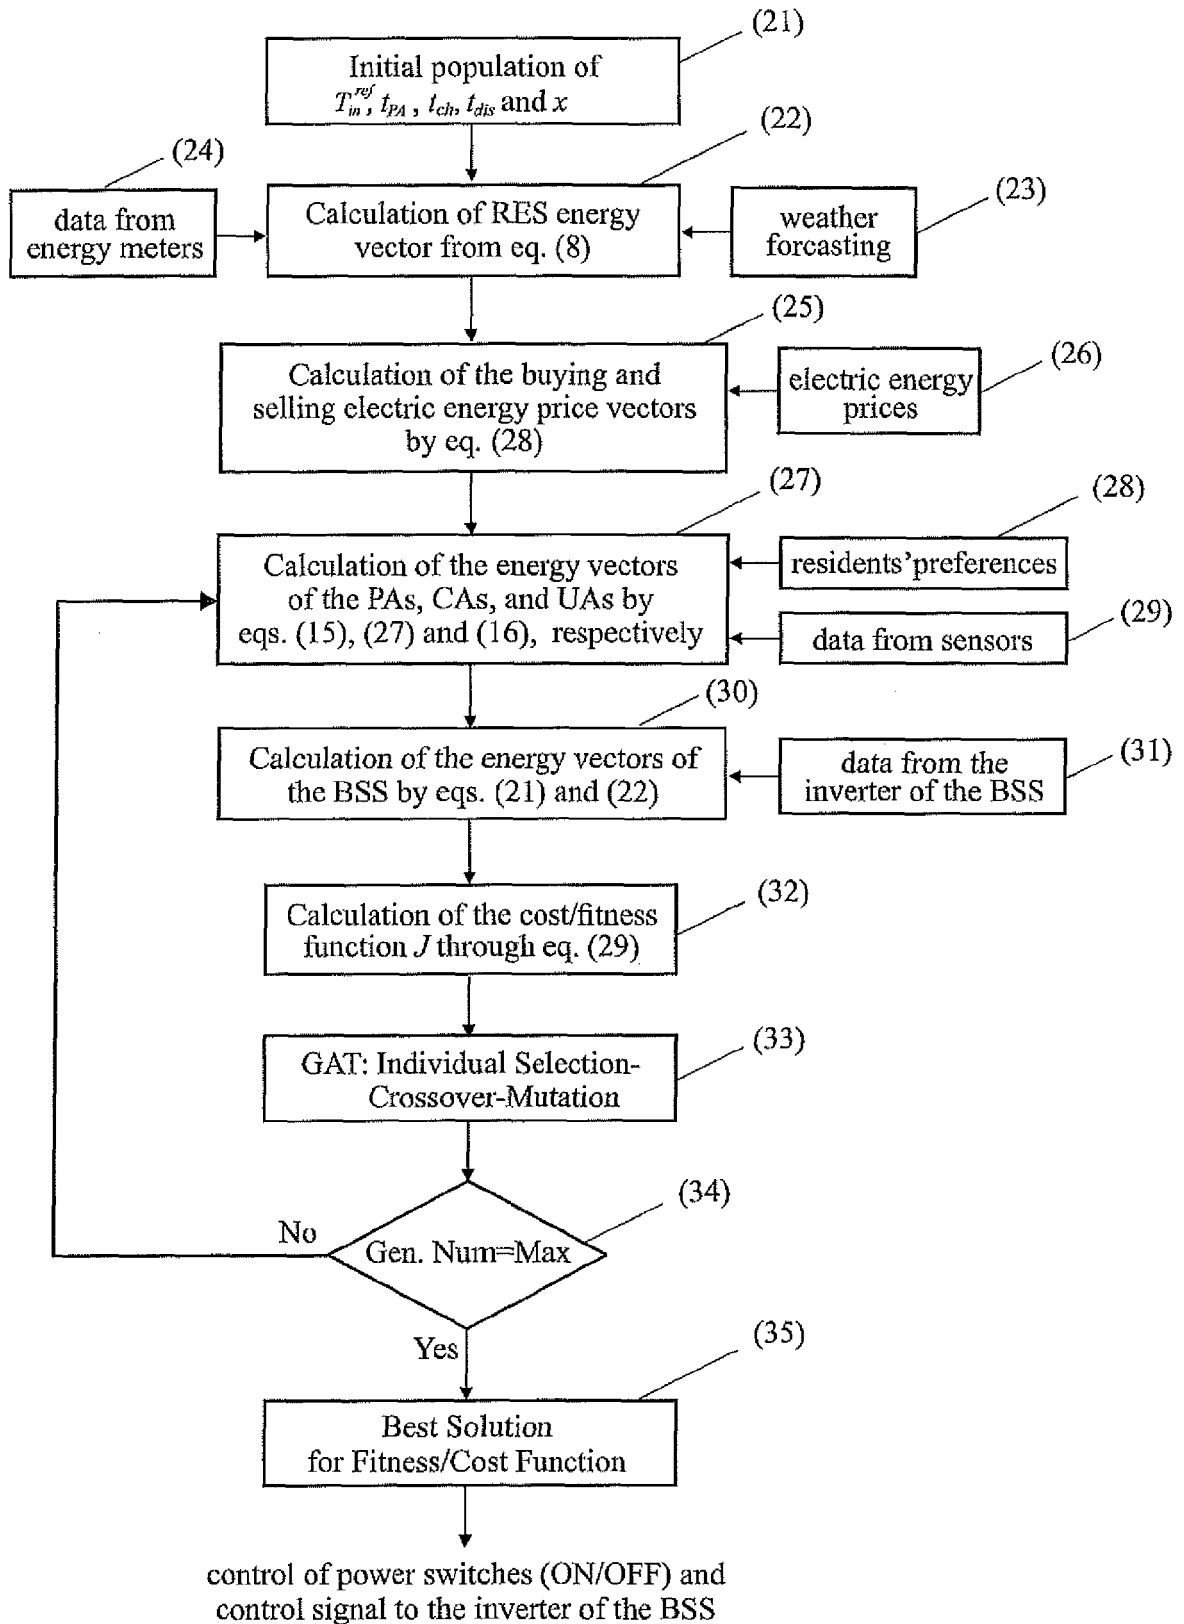 (21)
Initial population of
T_in^ref, t_PA, t_ch, t_dis and x
(22)
(24)
data from
energy meters
Calculation of RES energy
vector from eq. (8)
weather
forcasting
(23)
(25)
Calculation of the buying and
selling electric energy price vectors
by eq. (28)
electric energy
prices
(26)
(27)
Calculation of the energy vectors
of the PAs, CAs, and UAs by
eqs. (15), (27) and (16), respectively
(28)
residents' preferences
(29)
data from sensors
(30)
Calculation of the energy vectors of
the BSS by eqs. (21) and (22)
data from the
inverter of the BSS
(31)
(32)
Calculation of the cost/fitness
function J through eq. (29)
(33)
GAT: Individual Selection-
Crossover-Mutation
(34)
No
Gen. Num=Max
Yes
(35)
Best Solution
for Fitness/Cost Function
control of power switches (ON/OFF) and
control signal to the inverter of the BSS